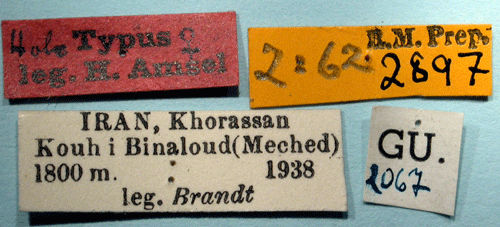 Holo Typus ♀
leg. H. Amsel
R.M. Prep.
2:62. 2897
IRAN, Khorassan
Kouh i Binaloud (Meched)
1800 m. : 1938
leg. Brandt
GU.
2067